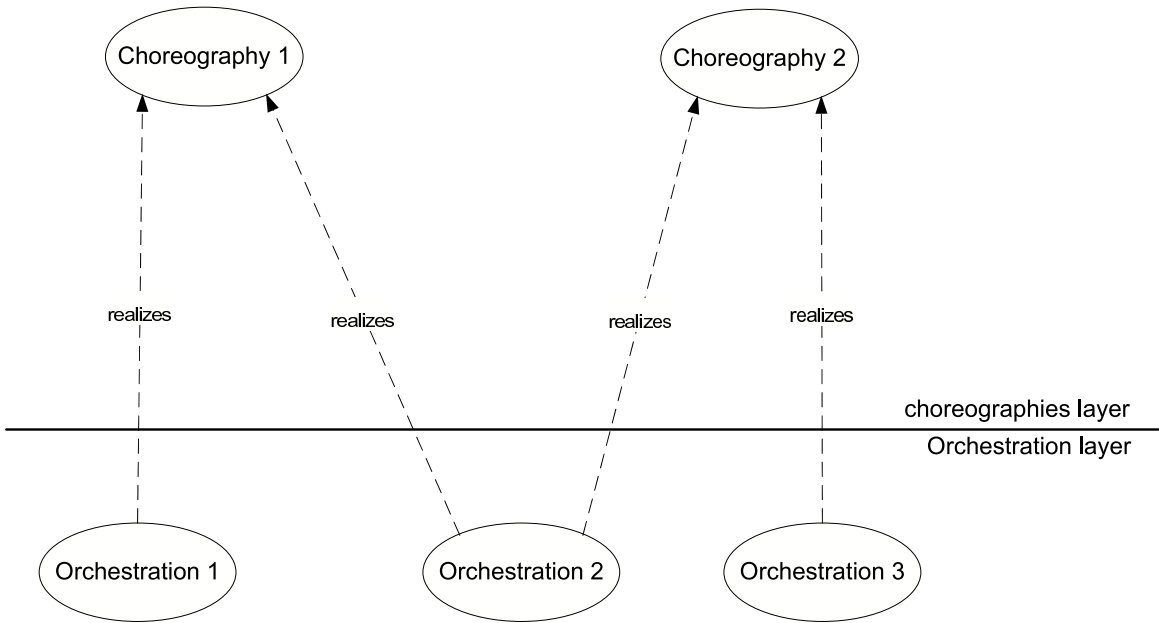 Choreography 1
Choreography 2
realizes
realizes
realizes
realizes
choreographies layer
Orchestration layer
Orchestration 1
Orchestration 2
Orchestration 3